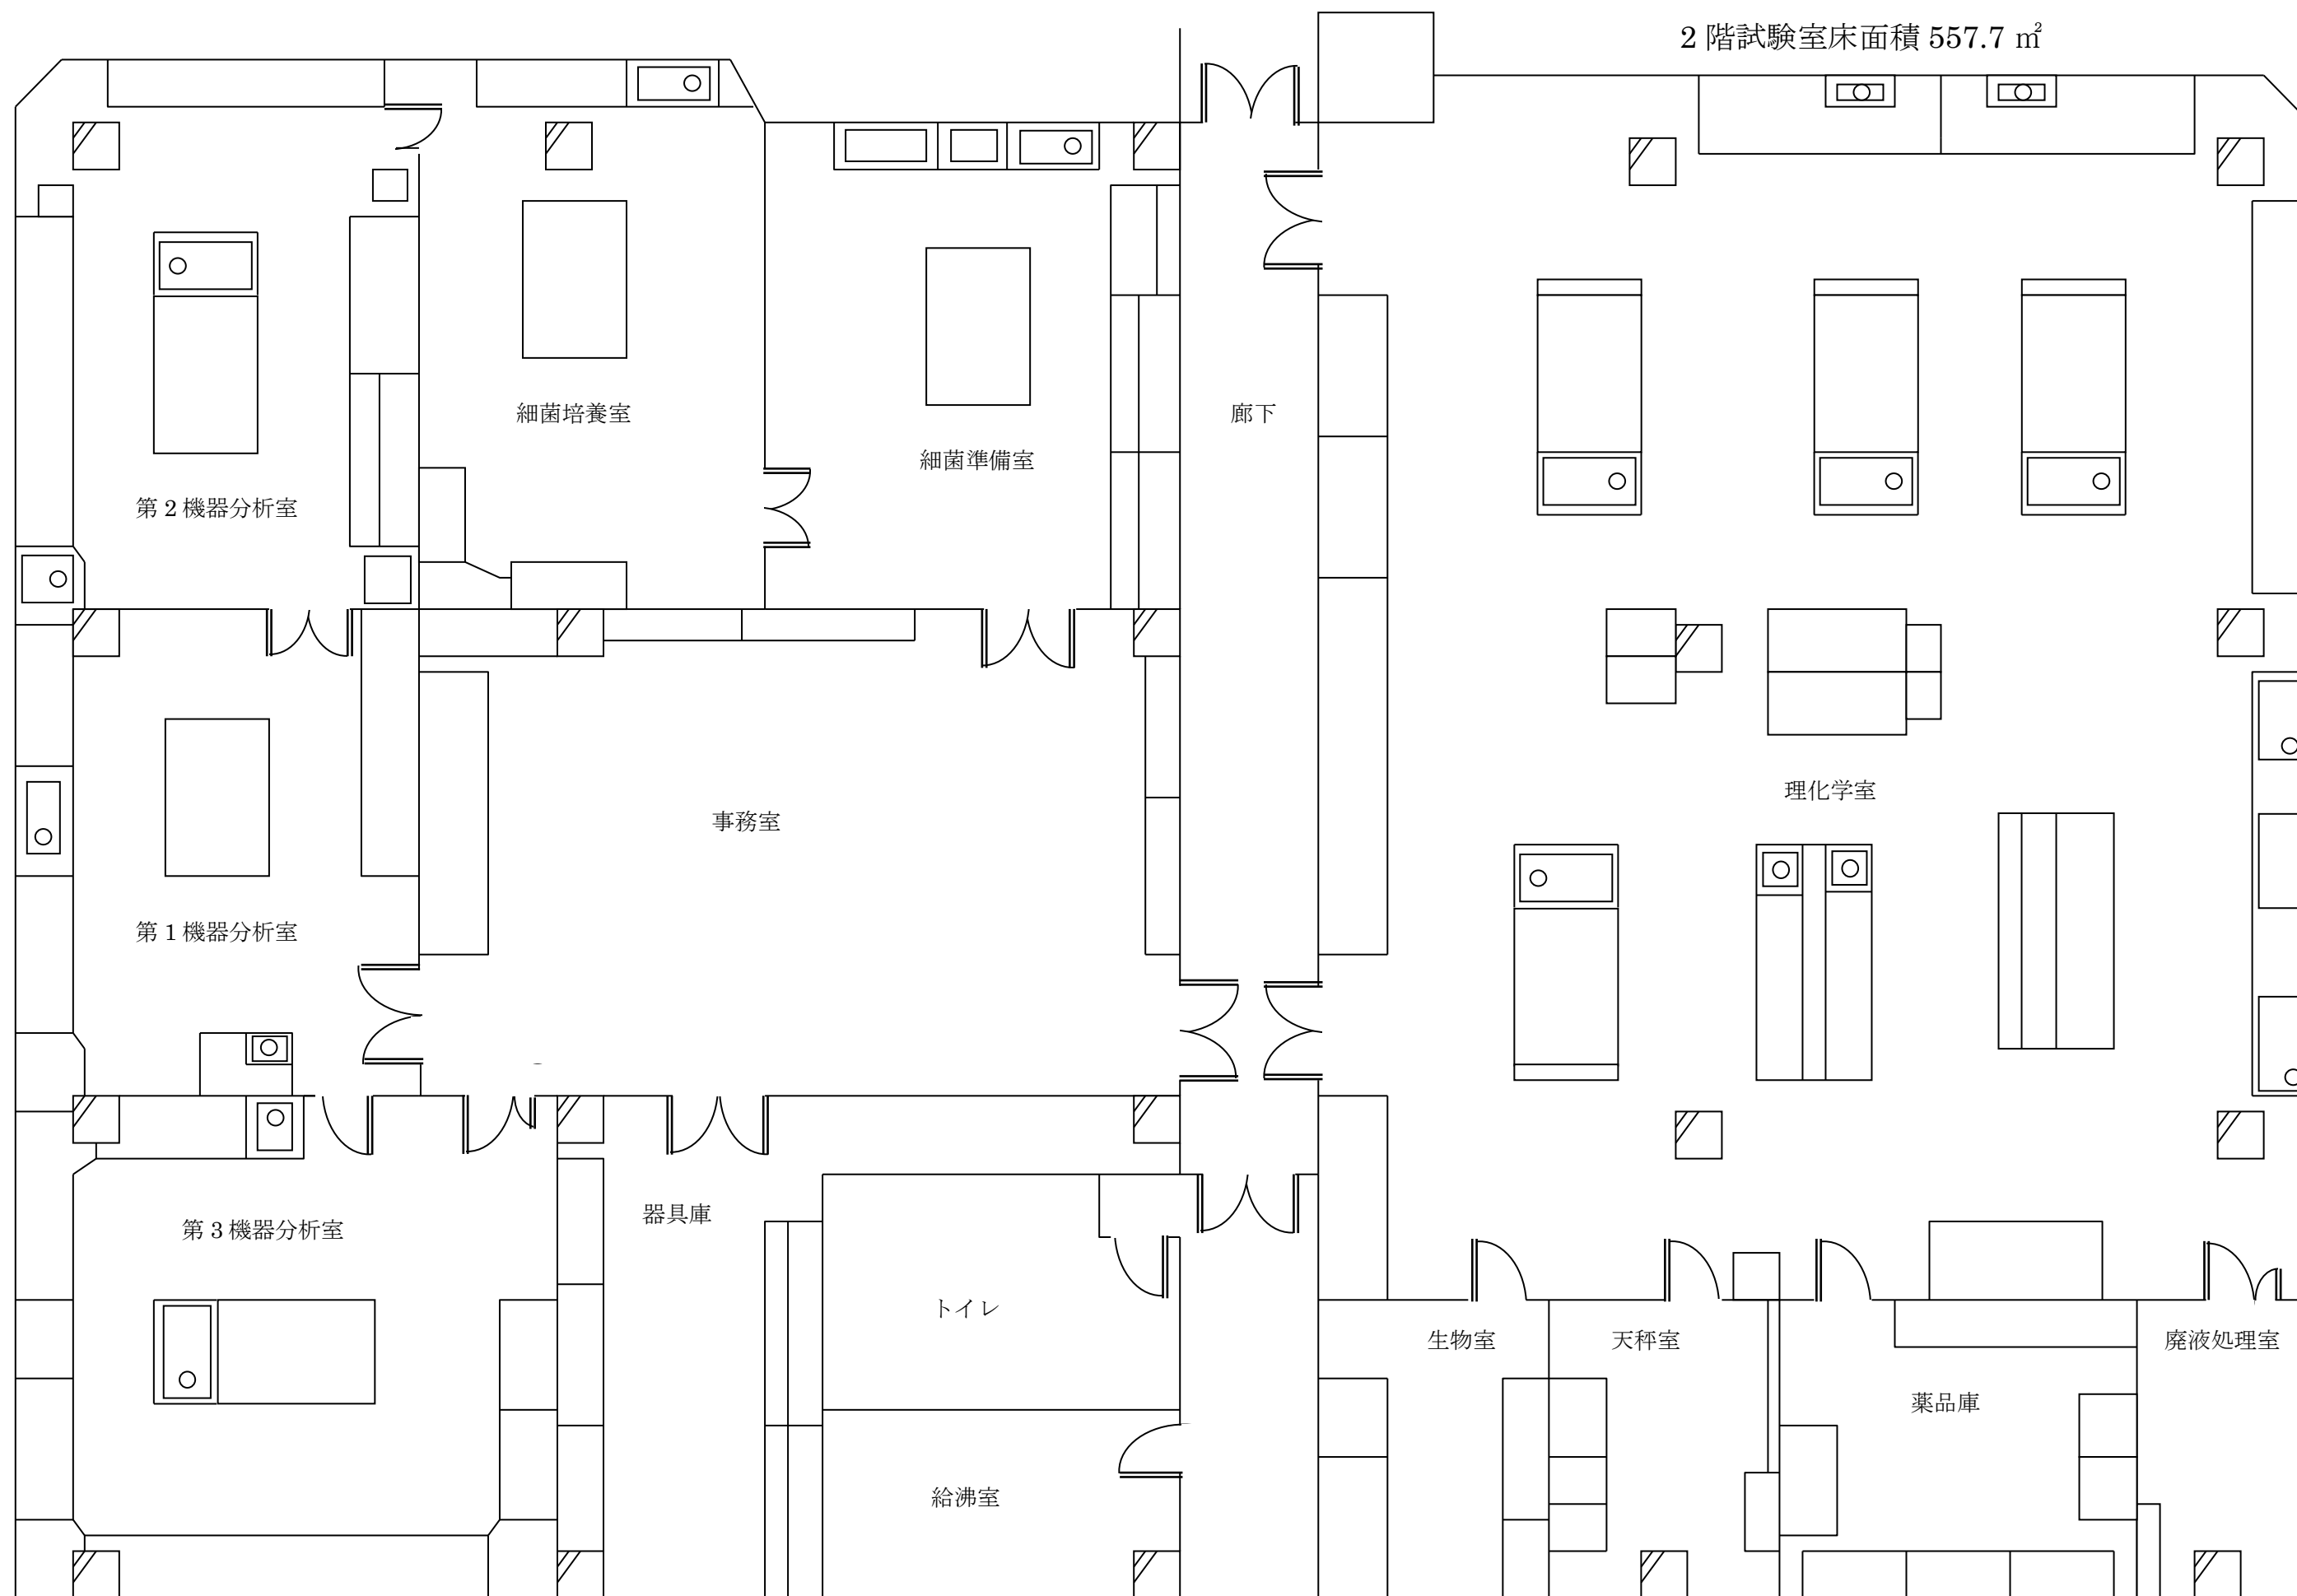 2 階試験室床面積 557.7 ㎡
細菌培養室
廊下
細菌準備室
第 2 機器分析室
理化学室
事務室
第 1 機器分析室
器具庫
第 3 機器分析室
トイレ
生物室
天秤室
廃液処理室
薬品庫
給沸室